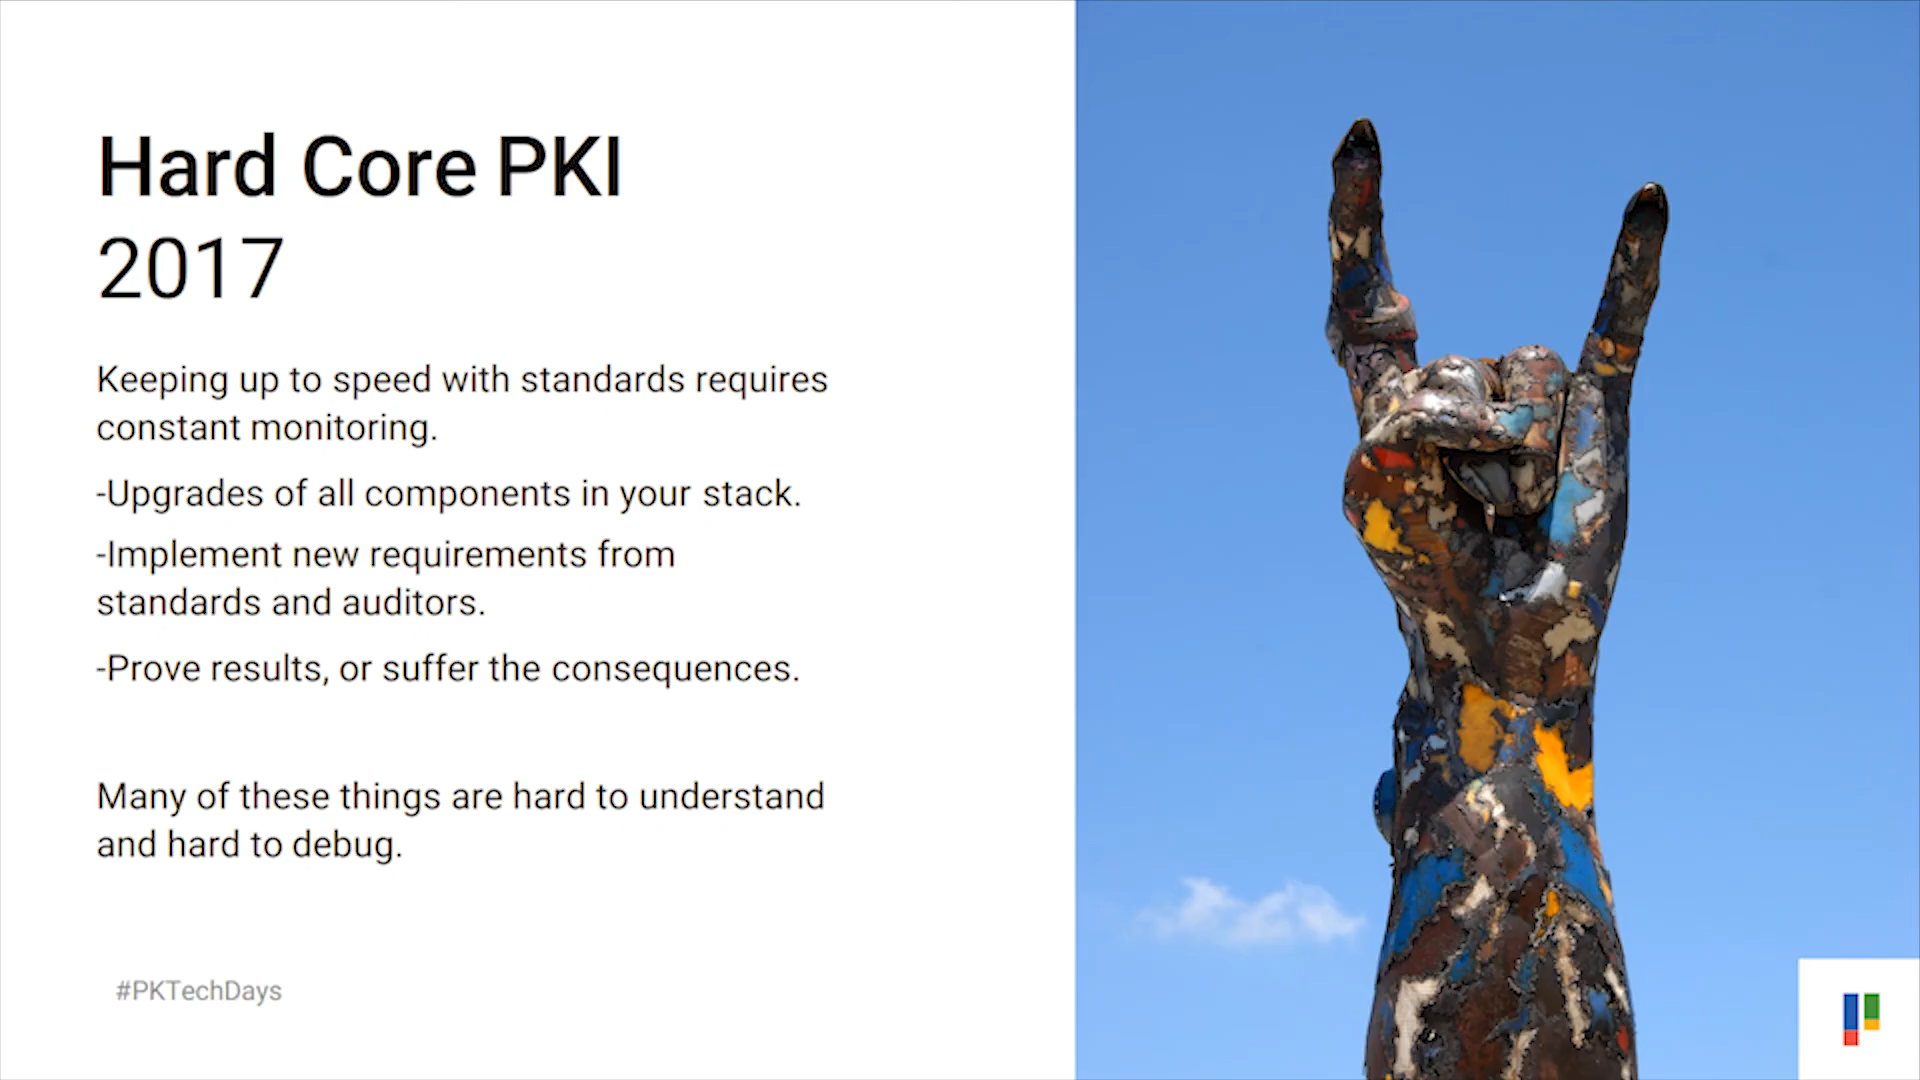 Hard Core PKI
2017
Keeping up to speed with standards requires
constant monitoring.
-Upgrades of all components in your stack.
-Implement new requirements from
standards and auditors.
-Prove results, or suffer the consequences.
Many of these things are hard to understand
and hard to debug.
#PKTechDays